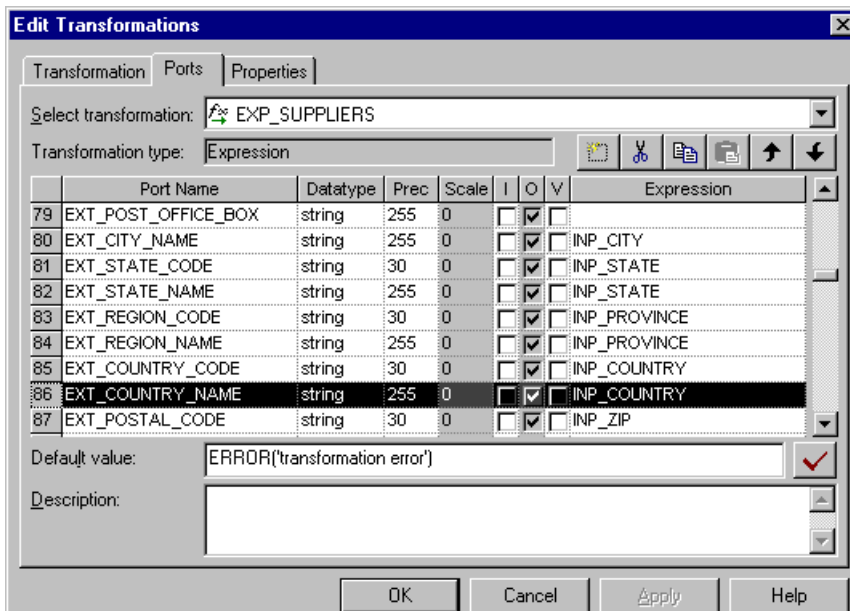 Edit Transformations
Transformation Ports Properties
Select transformation: EXP_SUPPLIERS
Transformation type: Expression
Port Name Datatype Prec Scale I O V Expression
79 EXT_POST_OFFICE_BOX string 255 0
80 EXT_CITY_NAME string 255 0 INP_CITY
81 EXT_STATE_CODE string 30 0 INP_STATE
82 EXT_STATE_NAME string 255 0 INP_STATE
83 EXT_REGION_CODE string 30 0 INP_PROVINCE
84 EXT_REGION_NAME string 255 0 INP_PROVINCE
85 EXT_COUNTRY_CODE string 30 0 INP_COUNTRY
86 EXT_COUNTRY_NAME string 255 0 INP_COUNTRY
87 EXT_POSTAL_CODE string 30 0 INP_ZIP
Default value: ERROR('transformation error')
Description:
OK Cancel Apply Help